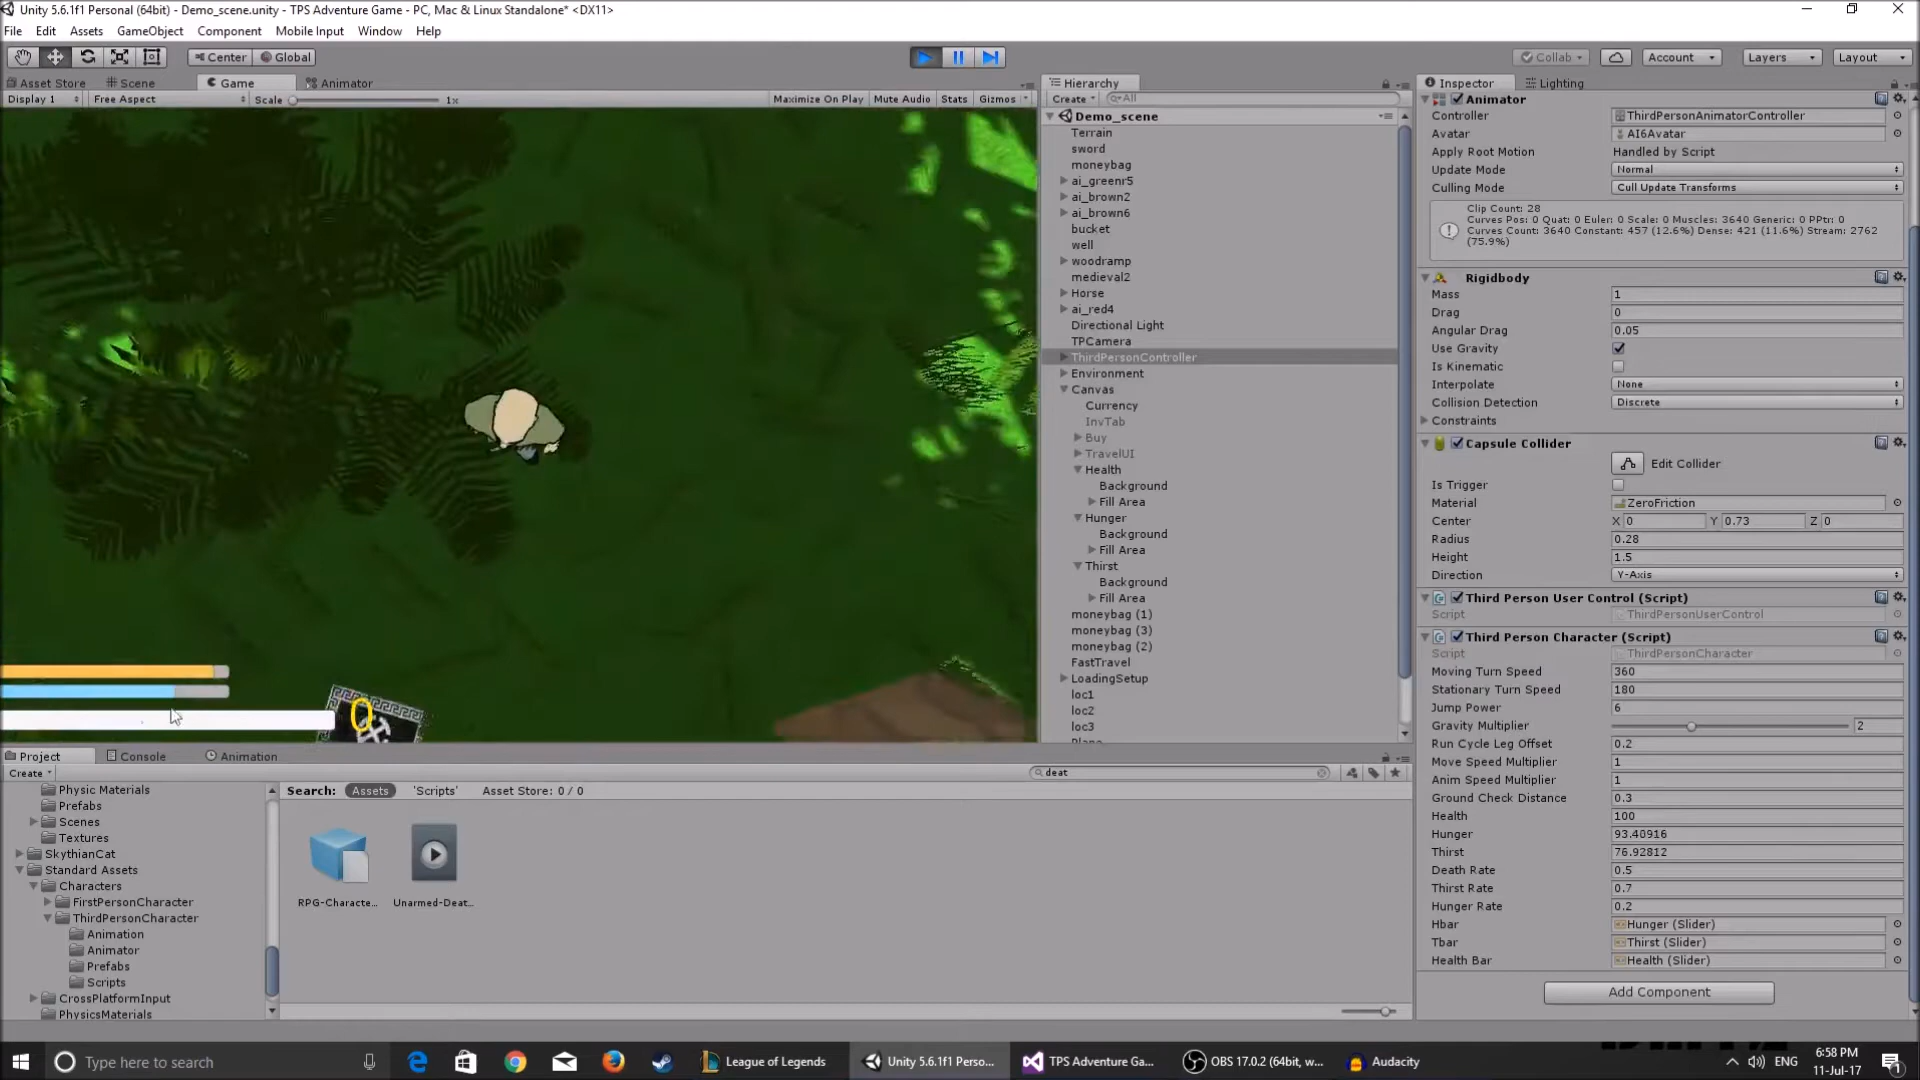 Unity 5.6.1f1 Personal (64bit) - Demo_scene.unity - TPS Adventure Game - PC, Mac & Linux Standalone* <DX11>
File Edit Assets GameObject Component Mobile Input Window Help
Center Global
Collab Account Layers Layout
Asset Store Scene Game Animator
Display 1 Free Aspect Scale 1x Maximize On Play Mute Audio Stats Gizmos
0
Hierarchy
Create All
Demo_scene
Terrain
sword
moneybag
ai_greenr5
ai_brown2
ai_brown6
bucket
well
woodramp
medieval2
Horse
ai_red4
Directional Light
TPCamera
ThirdPersonController
Environment
Canvas
Currency
InvTab
Buy
TravelUI
Health
Background
Fill Area
Hunger
Background
Fill Area
Thirst
Background
Fill Area
moneybag (1)
moneybag (3)
moneybag (2)
FastTravel
LoadingSetup
loc1
loc2
loc3
Plane
Inspector Lighting
Animator
Controller ThirdPersonAnimatorController
Avatar AI6Avatar
Apply Root Motion Handled by Script
Update Mode Normal
Culling Mode Cull Update Transforms
Clip Count: 28
Curves Pos: 0 Quat: 0 Euler: 0 Scale: 0 Muscles: 3640 Generic: 0 PPtr: 0
Curves Count: 3640 Constant: 457 (12.6%) Dense: 421 (11.6%) Stream: 2762
(75.9%)
Rigidbody
Mass 1
Drag 0
Angular Drag 0.05
Use Gravity
Is Kinematic
Interpolate None
Collision Detection Discrete
Constraints
Capsule Collider
Edit Collider
Is Trigger
Material ZeroFriction
Center X 0 Y 0.73 Z 0
Radius 0.28
Height 1.5
Direction Y-Axis
Third Person User Control (Script)
Script ThirdPersonUserControl
Third Person Character (Script)
Script ThirdPersonCharacter
Moving Turn Speed 360
Stationary Turn Speed 180
Jump Power 6
Gravity Multiplier 2
Run Cycle Leg Offset 0.2
Move Speed Multiplier 1
Anim Speed Multiplier 1
Ground Check Distance 0.3
Health 100
Hunger 93.40916
Thirst 76.92812
Death Rate 0.5
Thirst Rate 0.7
Hunger Rate 0.2
Hbar Hunger (Slider)
Tbar Thirst (Slider)
Health Bar Health (Slider)
Add Component
Project Console Animation
Create deat
Physic Materials
Prefabs
Scenes
Textures
SkythianCat
Standard Assets
Characters
FirstPersonCharacter
ThirdPersonCharacter
Animation
Animator
Prefabs
Scripts
CrossPlatformInput
PhysicsMaterials
Search: Assets 'Scripts' Asset Store: 0 / 0
RPG-Characte... Unarmed-Deat...
Type here to search
League of Legends
Unity 5.6.1f1 Perso...
TPS Adventure Ga...
OBS 17.0.2 (64bit, w...
Audacity
ENG
6:58 PM
11-Jul-17
1